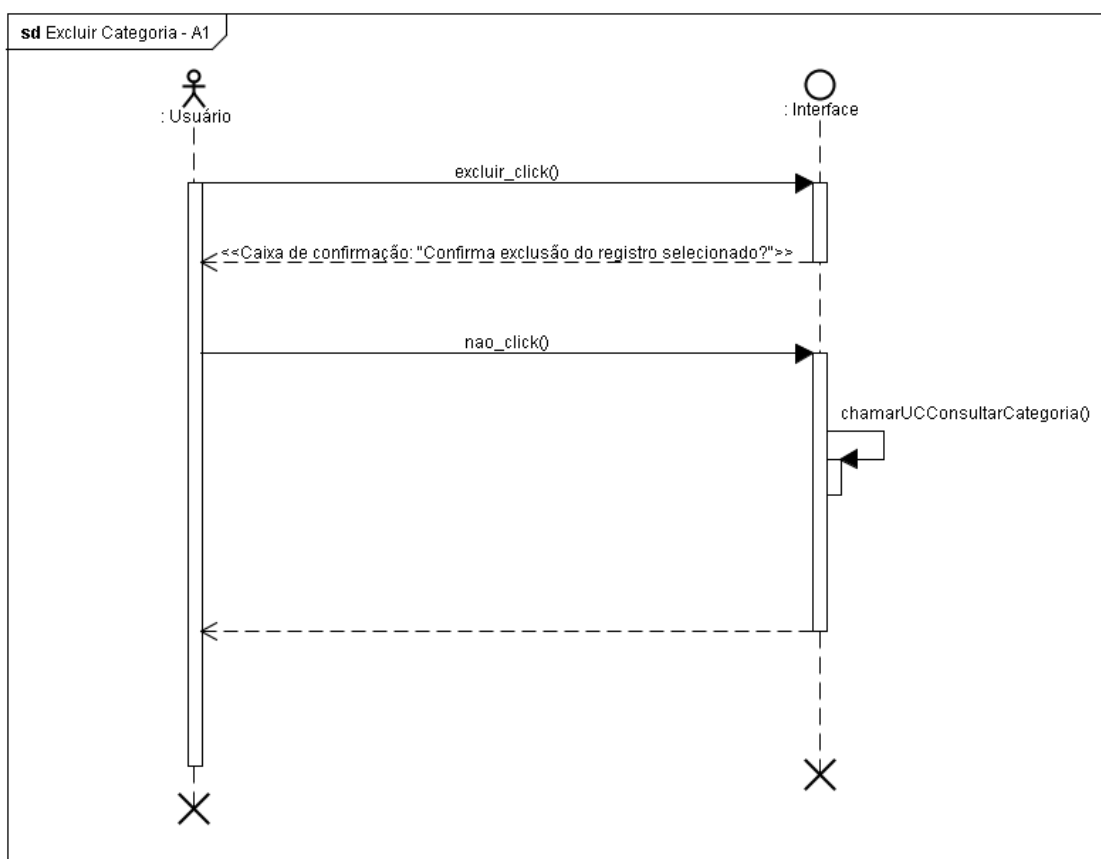 sd Excluir Categoria - A1
: Usuário
: Interface
excluir_click()
<<Caixa de confirmação: "Confirma exclusão do registro selecionado?">>
nao_click()
chamarUCConsultarCategoria()